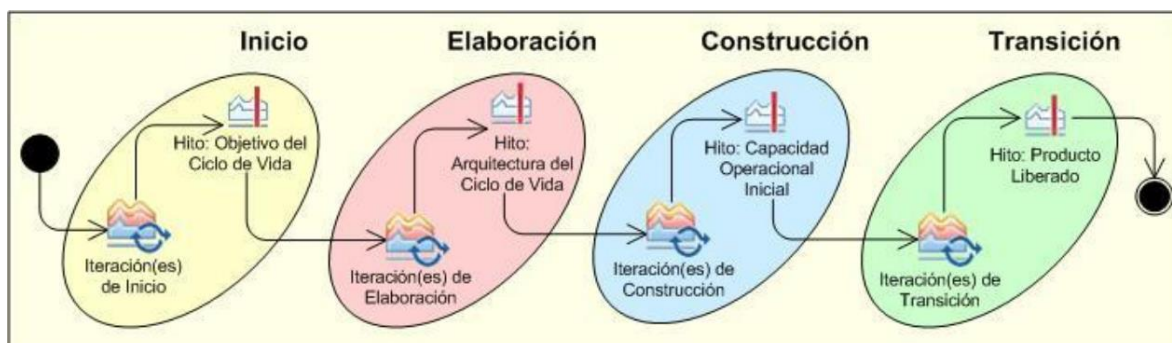 Inicio
Elaboración
Construcción
Transición
Hito: Objetivo del
Ciclo de Vida
Iteración(es)
de Inicio
Hito:
Arquitectura del
Ciclo de Vida
Iteración(es) de
Elaboración
Hito: Capacidad
Operacional
Inicial
Iteración(es) de
Construcción
Hito: Producto
Liberado
Iteración(es) de
Transición